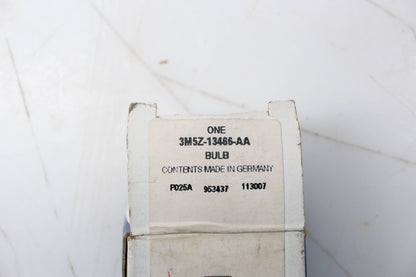 ONE
3M5Z-13466-AA
BULB
CONTENTS MADE IN GERMANY
P025A 953437 113007